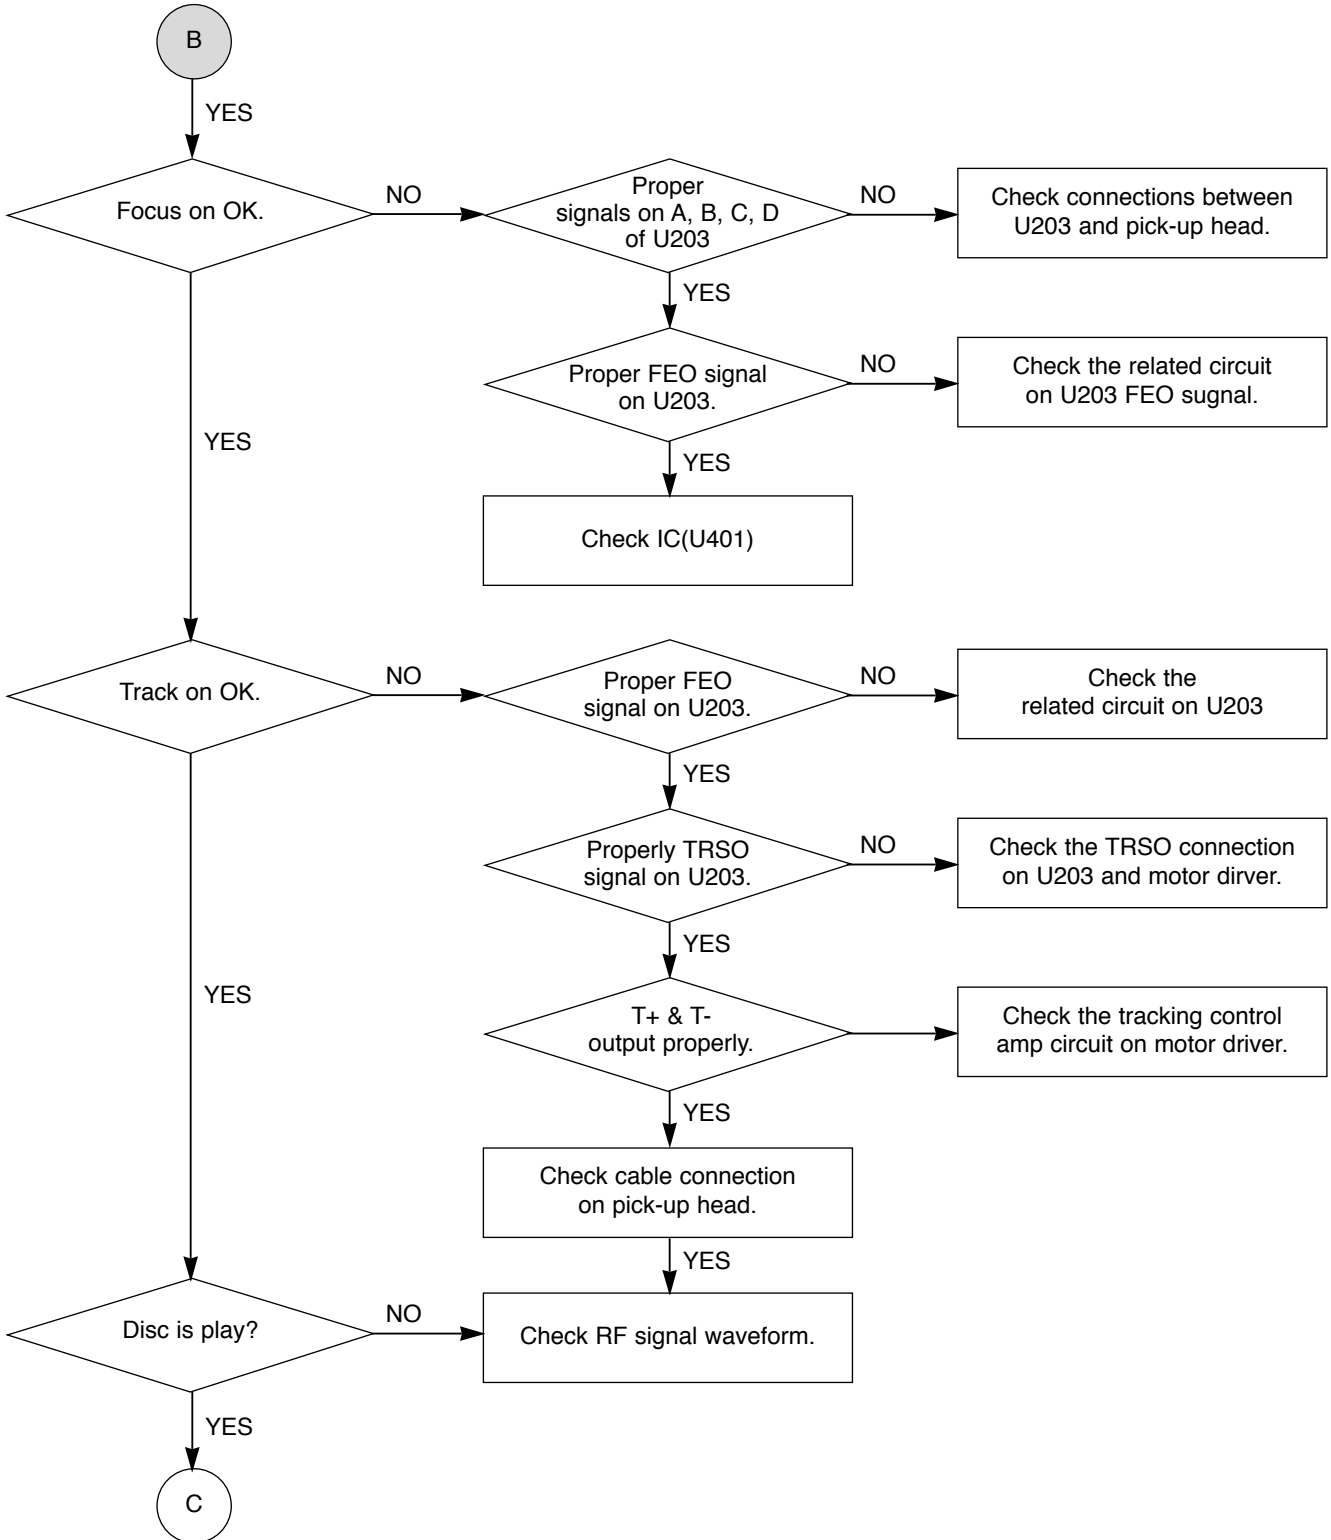 B
YES
Focus on OK.
NO
Proper
signals on A, B, C, D
of U203
NO
Check connections between
U203 and pick-up head.
YES
Proper FEO signal
on U203.
NO
Check the related circuit
on U203 FEO sugnal.
YES
YES
Check IC(U401)
Track on OK.
NO
Proper FEO
signal on U203.
NO
Check the
related circuit on U203
YES
Properly TRSO
signal on U203.
NO
Check the TRSO connection
on U203 and motor dirver.
YES
YES
T+ & T-
output properly.
Check the tracking control
amp circuit on motor driver.
YES
Check cable connection
on pick-up head.
YES
Disc is play?
NO
Check RF signal waveform.
YES
C